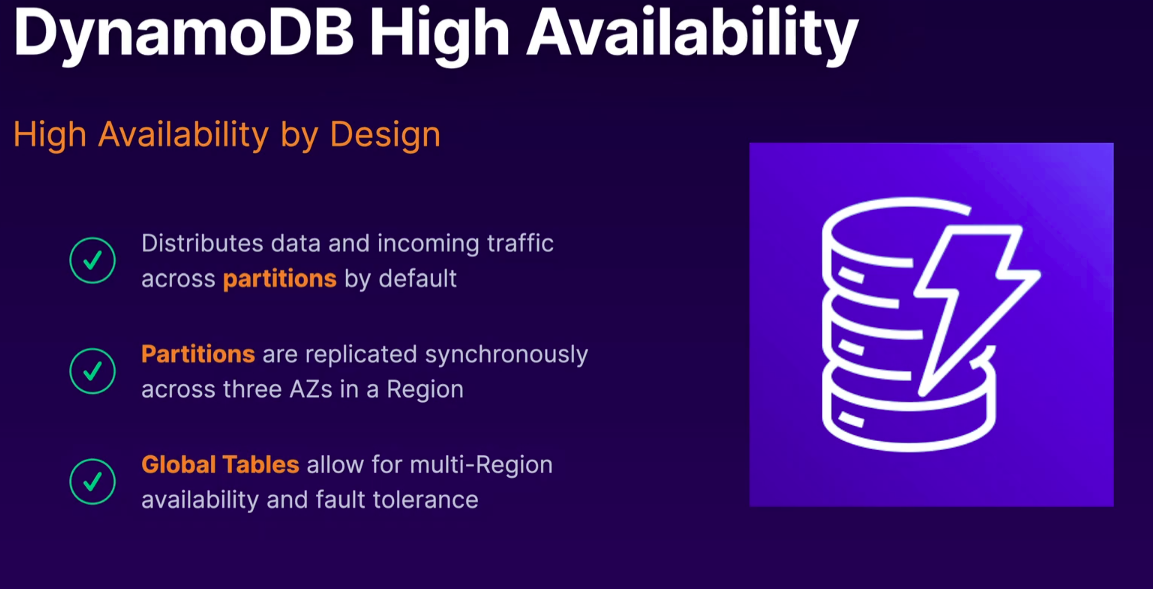 DynamoDB High Availability
High Availability by Design
Distributes data and incoming traffic
across partitions by default
Partitions are replicated synchronously
across three AZs in a Region
Global Tables allow for multi-Region
availability and fault tolerance